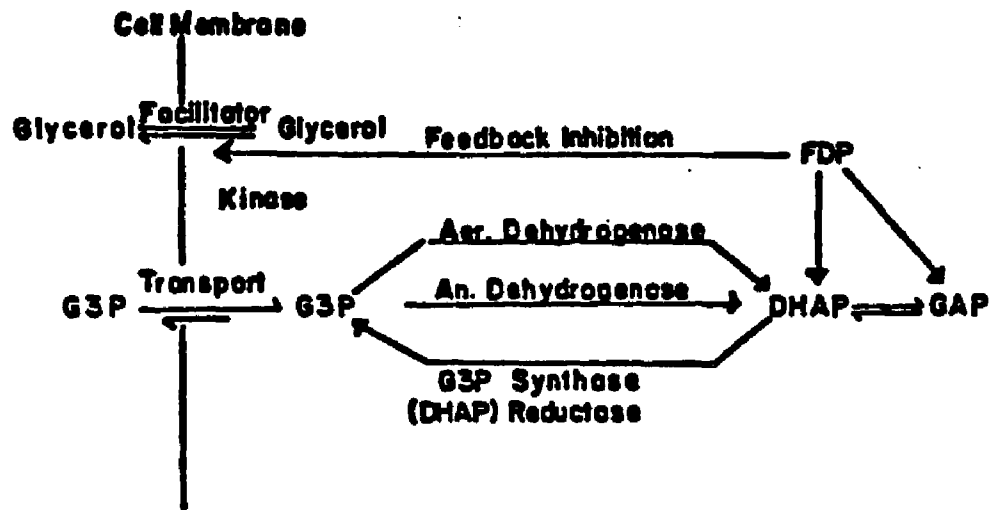 Cell Membrane
Facilitator
Glycerol Glycerol
Feedback Inhibition
FDP
Kinase
Aer. Dehydrogenase
Transport
An. Dehydrogenase
G3P G3P DHAP GAP
G3P Synthase
(DHAP) Reductase